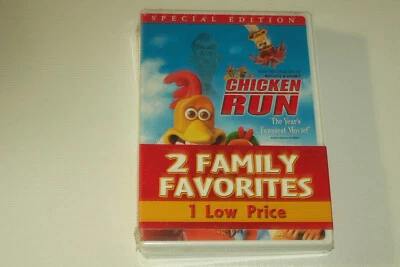 SPECIAL EDITION
CHICKEN
RUN
The Year's
Funniest Movie!
2 FAMILY
FAVORITES
1 Low Price